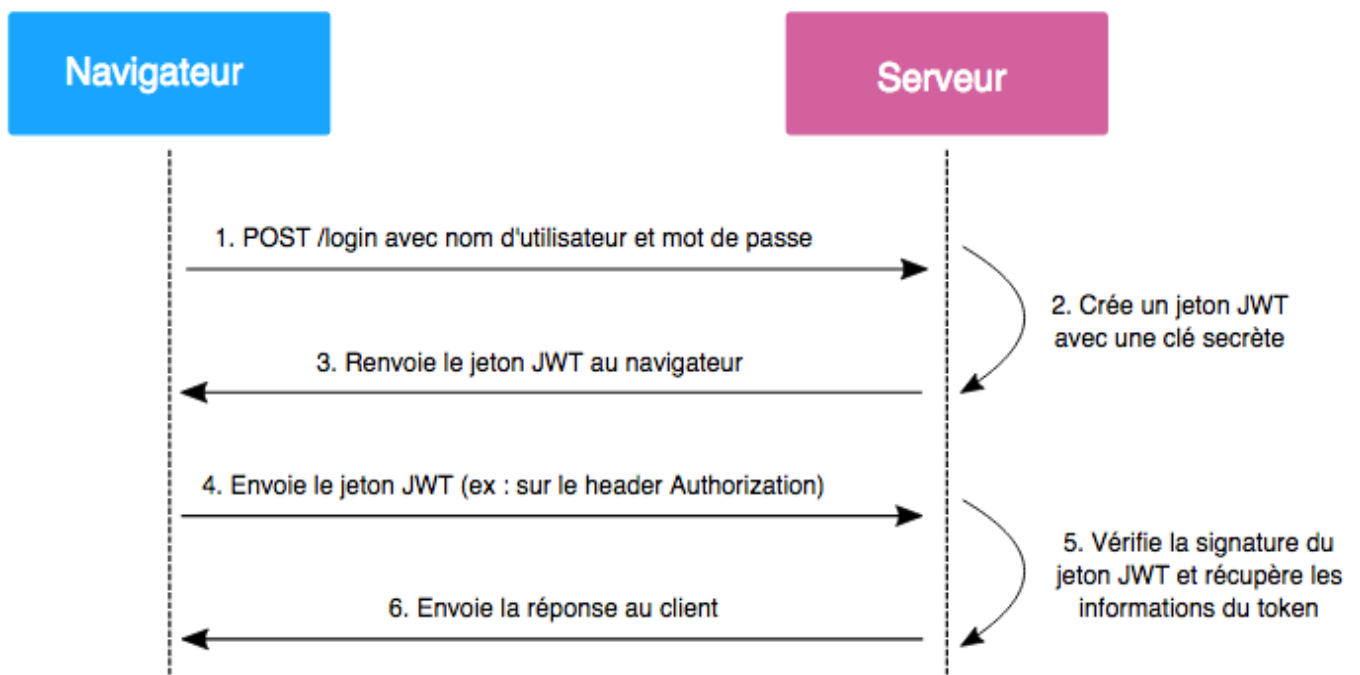 Navigateur
Serveur
1. POST /login avec nom d'utilisateur et mot de passe
2. Crée un jeton JWT
avec une clé secrète
3. Renvoie le jeton JWT au navigateur
4. Envoie le jeton JWT (ex : sur le header Authorization)
5. Vérifie la signature du
jeton JWT et récupère les
informations du token
6. Envoie la réponse au client